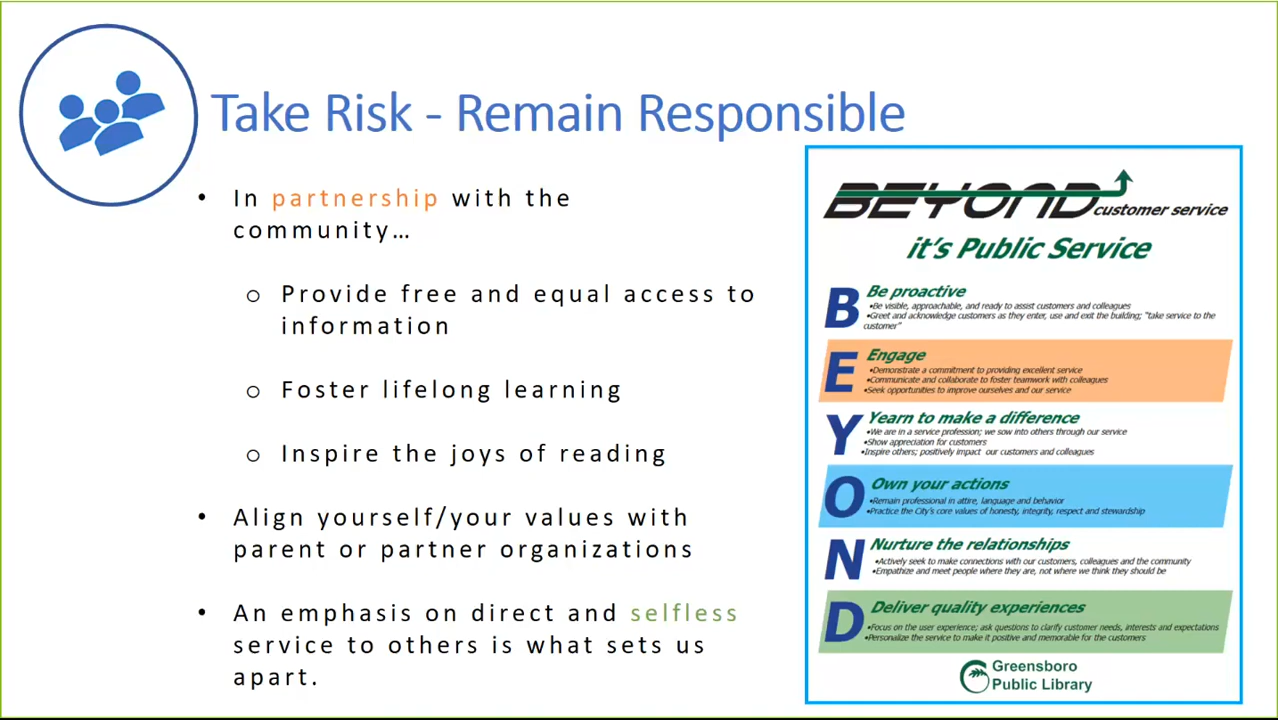 Take Risk - Remain Responsible
• In partnership with the
community…
o Provide free and equal access to
information
o Foster lifelong learning
o Inspire the joys of reading
• Align yourself/your values with
parent or partner organizations
• An emphasis on direct and selfless
service to others is what sets us
apart.
BEYOND customer service
it's Public Service
B Be proactive
•Be visible, approachable, and ready to assist customers and colleagues
•Greet and acknowledge customers as they enter, use and exit the building; "take service to the
customer"
E Engage
•Demonstrate a commitment to providing excellent service
•Communicate and collaborate to foster teamwork with colleagues
•Seek opportunities to improve ourselves and our service
Y Yearn to make a difference
•We are in a service profession; we sow into others through our service
•Show appreciation for customers
•Inspire others; positively impact our customers and colleagues
O Own your actions
•Remain professional in attire, language and behavior
•Practice the City's core values of honesty, integrity, respect and stewardship
N Nurture the relationships
•Actively seek to make connections with our customers, colleagues and the community
•Empathize and meet people where they are, not where we think they should be
D Deliver quality experiences
•Focus on the user experience; ask questions to clarify customer needs, interests and expectations
•Personalize the service to make it positive and memorable for the customers
Greensboro
Public Library